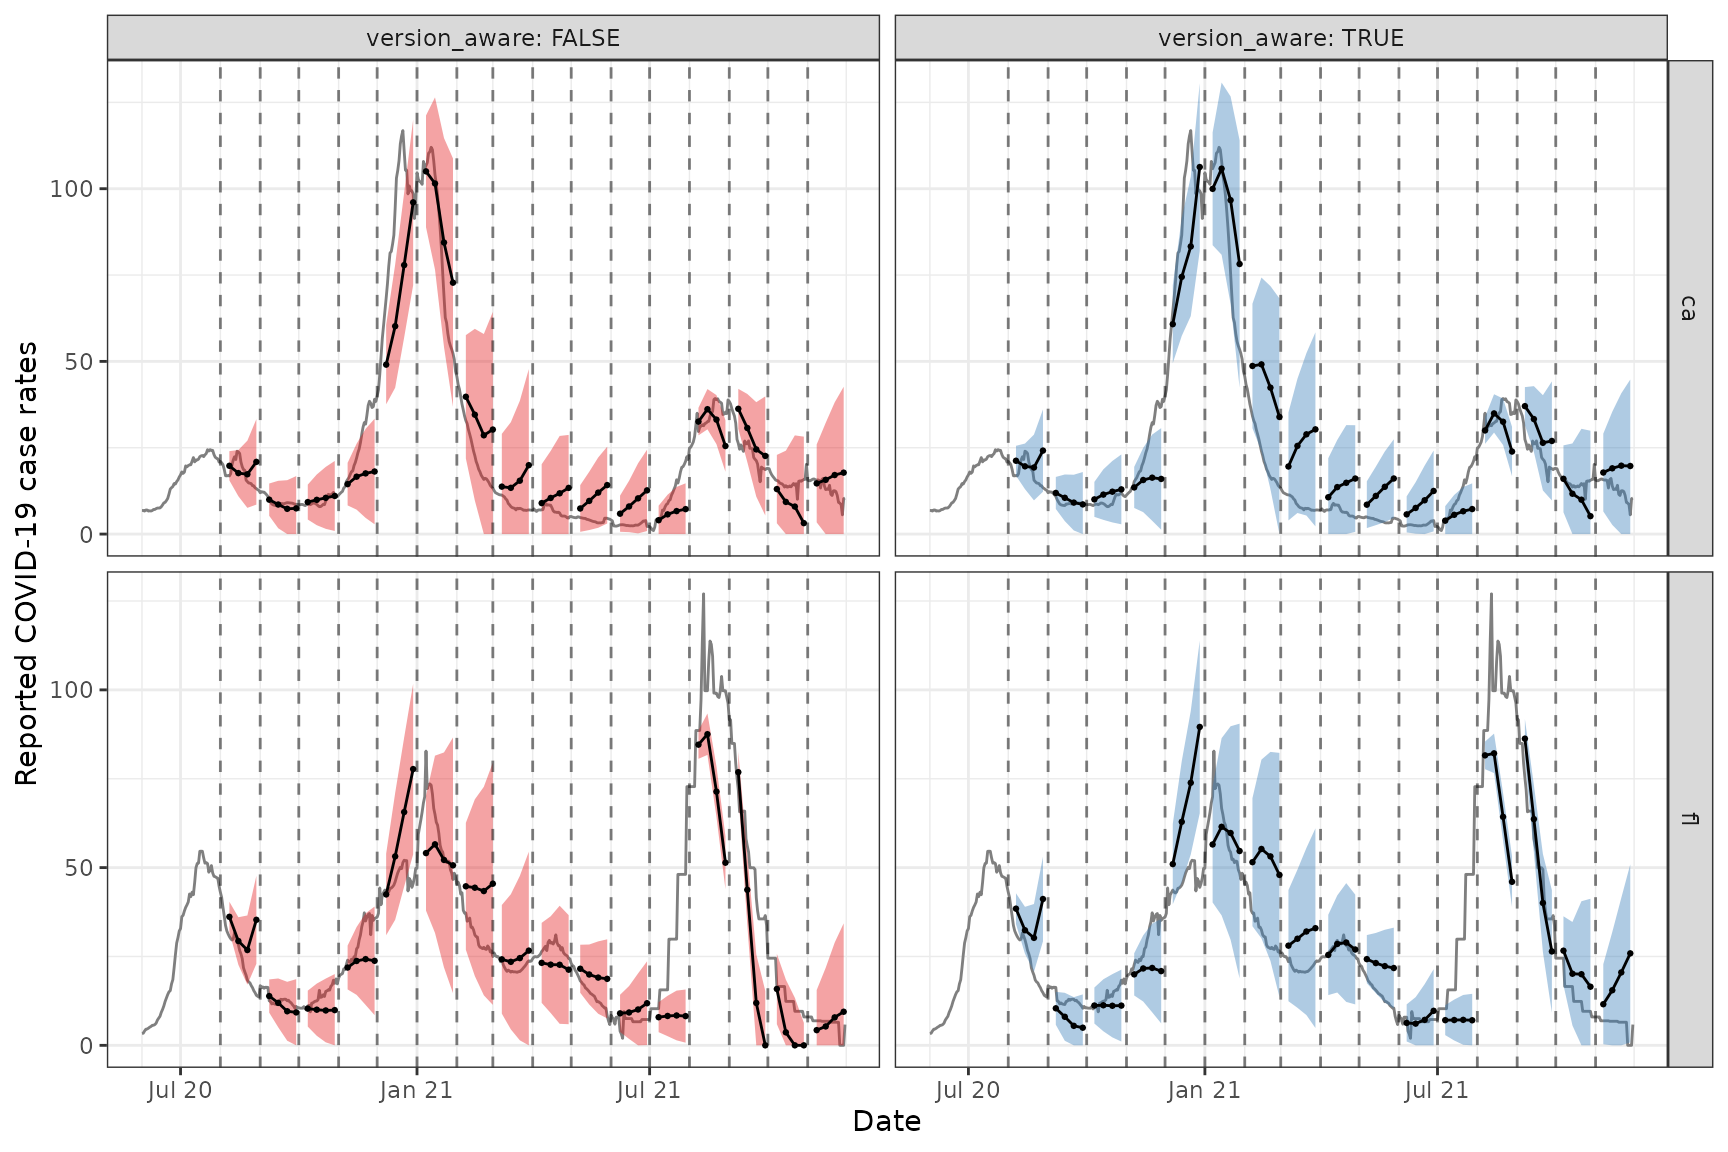 version_aware: FALSE
version_aware: TRUE
ca
fl
Reported COVID-19 case rates
100
50
0
100
50
0
Jul 20
Jan 21
Jul 21
Jul 20
Jan 21
Jul 21
Date